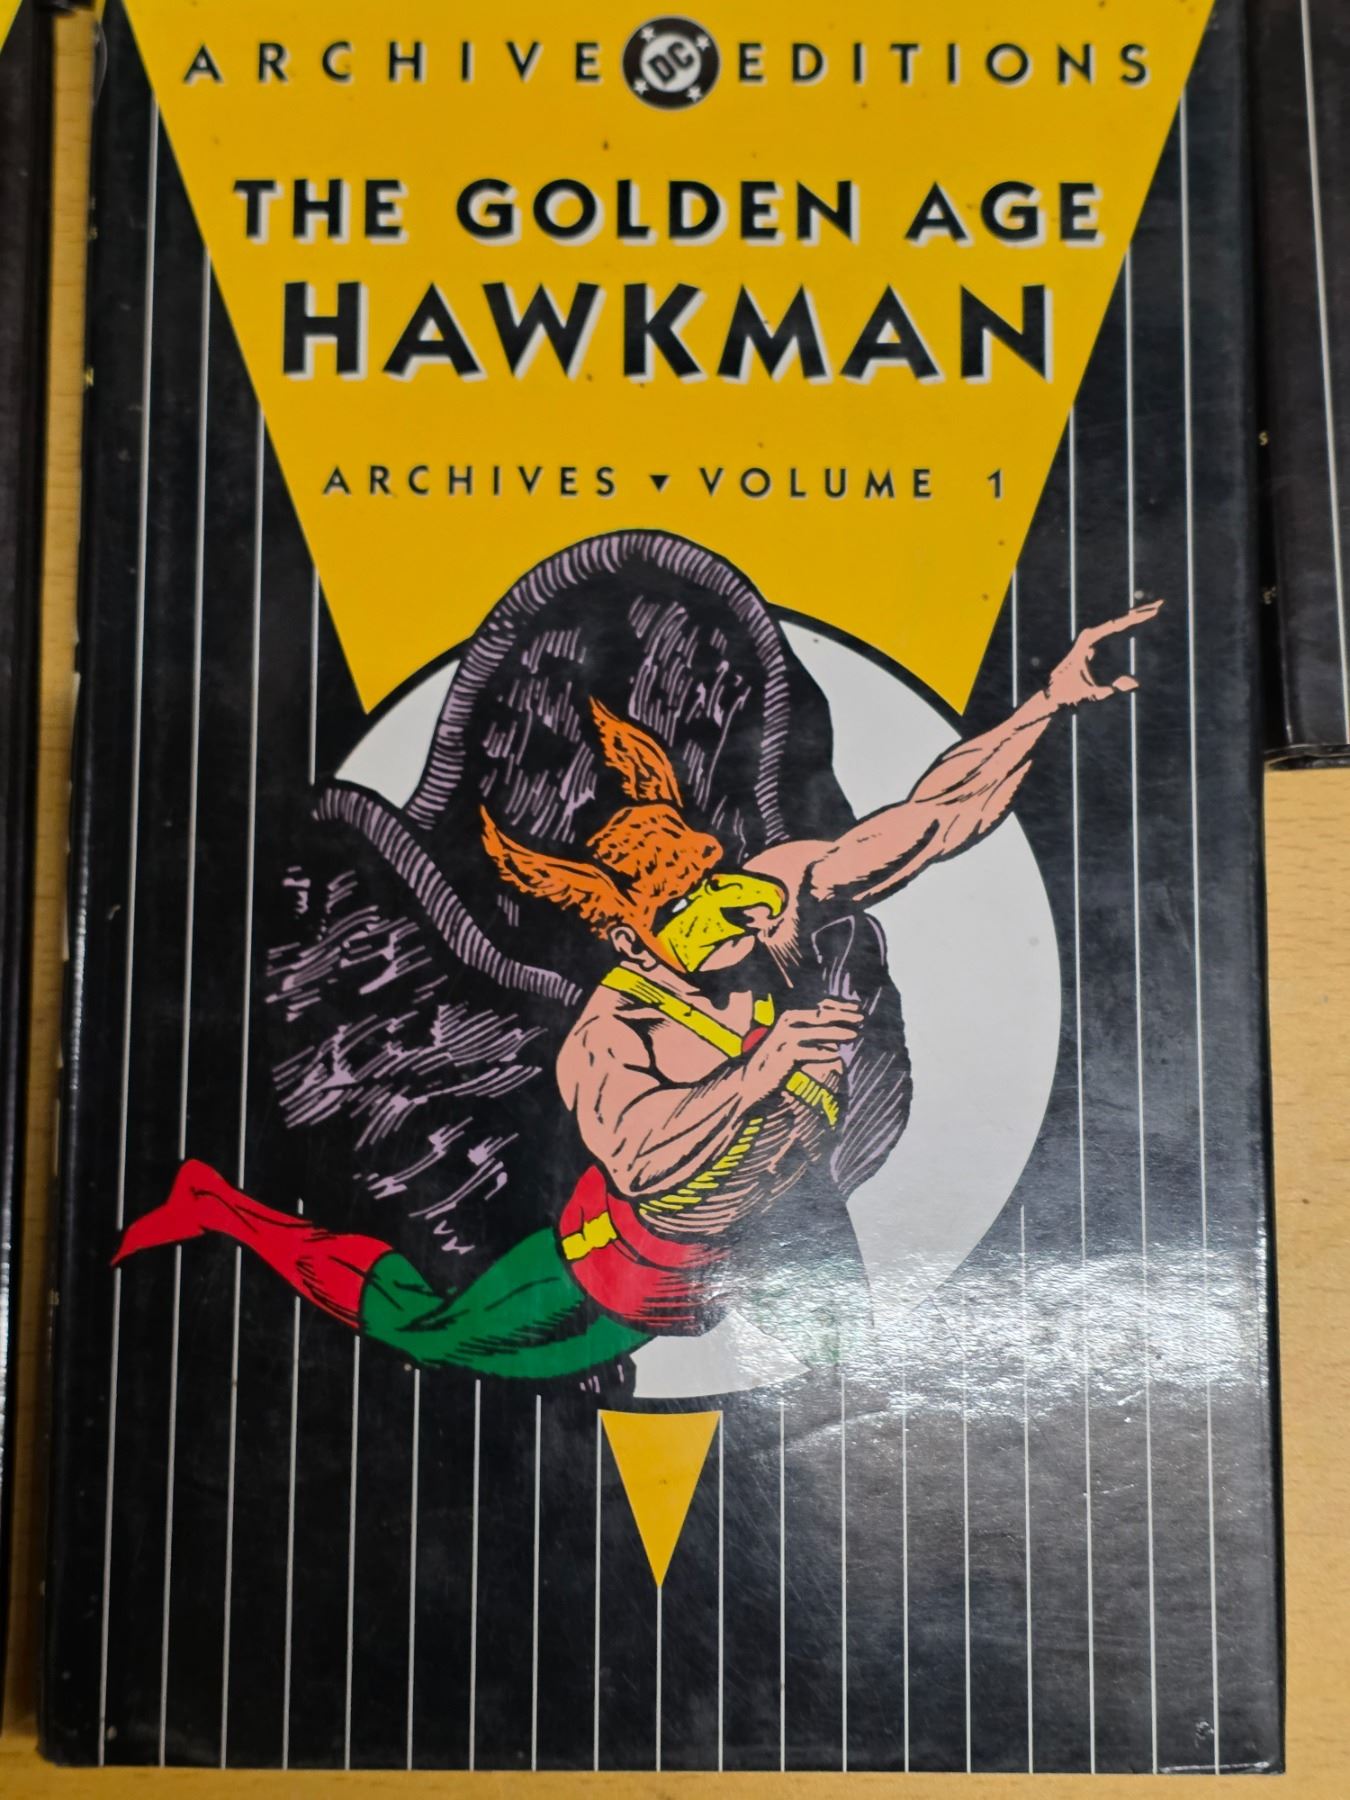 ARCHIVE DC EDITIONS
THE GOLDEN AGE
HAWKMAN
ARCHIVES ▾ VOLUME 1